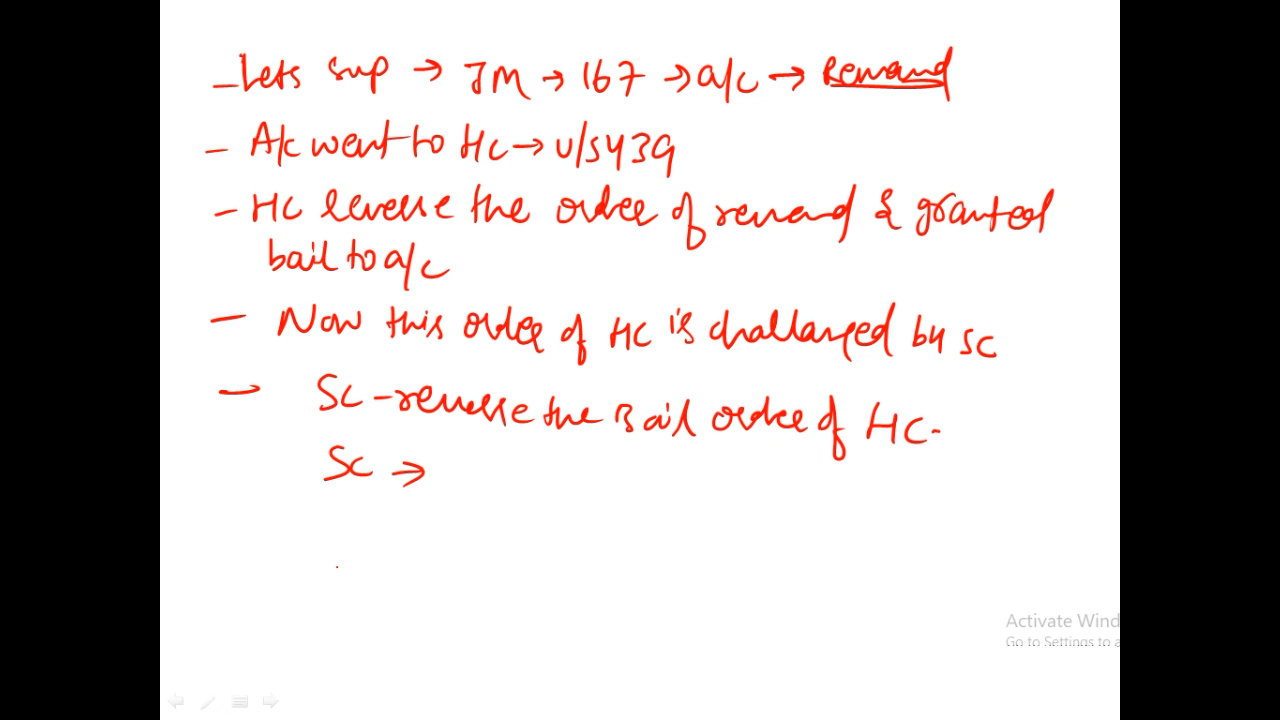 - Lets sup → JM → 167 → a/c → Remand
- A/c went to HC → u/s 439
- HC reverse the order of remand & granted
bail to a/c
- Now this order of HC is challanged by SC
- SC - reverse the Bail order of HC.
SC →
Activate Wind
Go to Settings to a